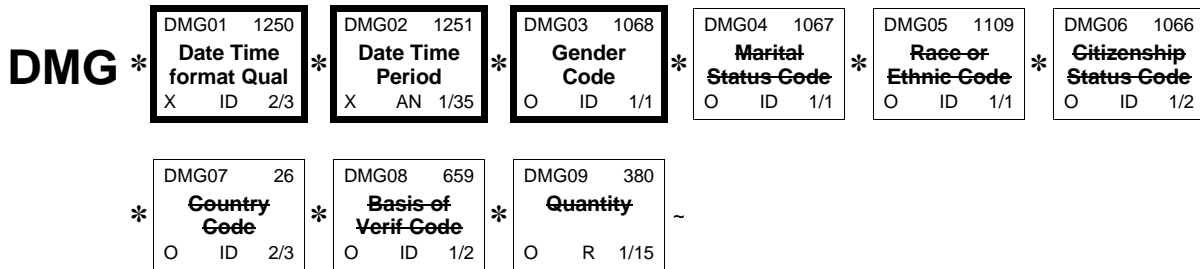 DMG * DMG01 1250 * DMG02 1251 * DMG03 1068 * DMG04 1067 * DMG05 1109 * DMG06 1066
Date Time Date Time Gender Marital Race or Citizenship
format Qual Period Code Status Code Ethnic Code Status Code
X ID 2/3 X AN 1/35 O ID 1/1 O ID 1/1 O ID 1/1 O ID 1/2
* DMG07 26 * DMG08 659 * DMG09 380 ~
Country Basis of Quantity
Code Verif Code
O ID 2/3 O ID 1/2 O R 1/15